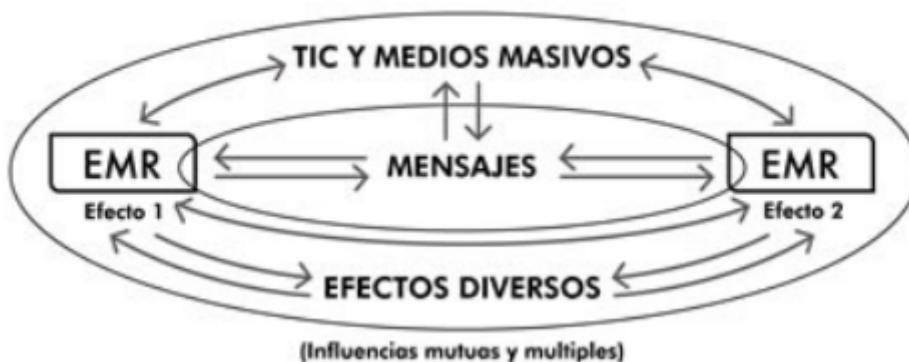 TIC Y MEDIOS MASIVOS
EMR
MENSAJES
EMR
Efecto 1
Efecto 2
EFECTOS DIVERSOS
(Influencias mutuas y multiples)